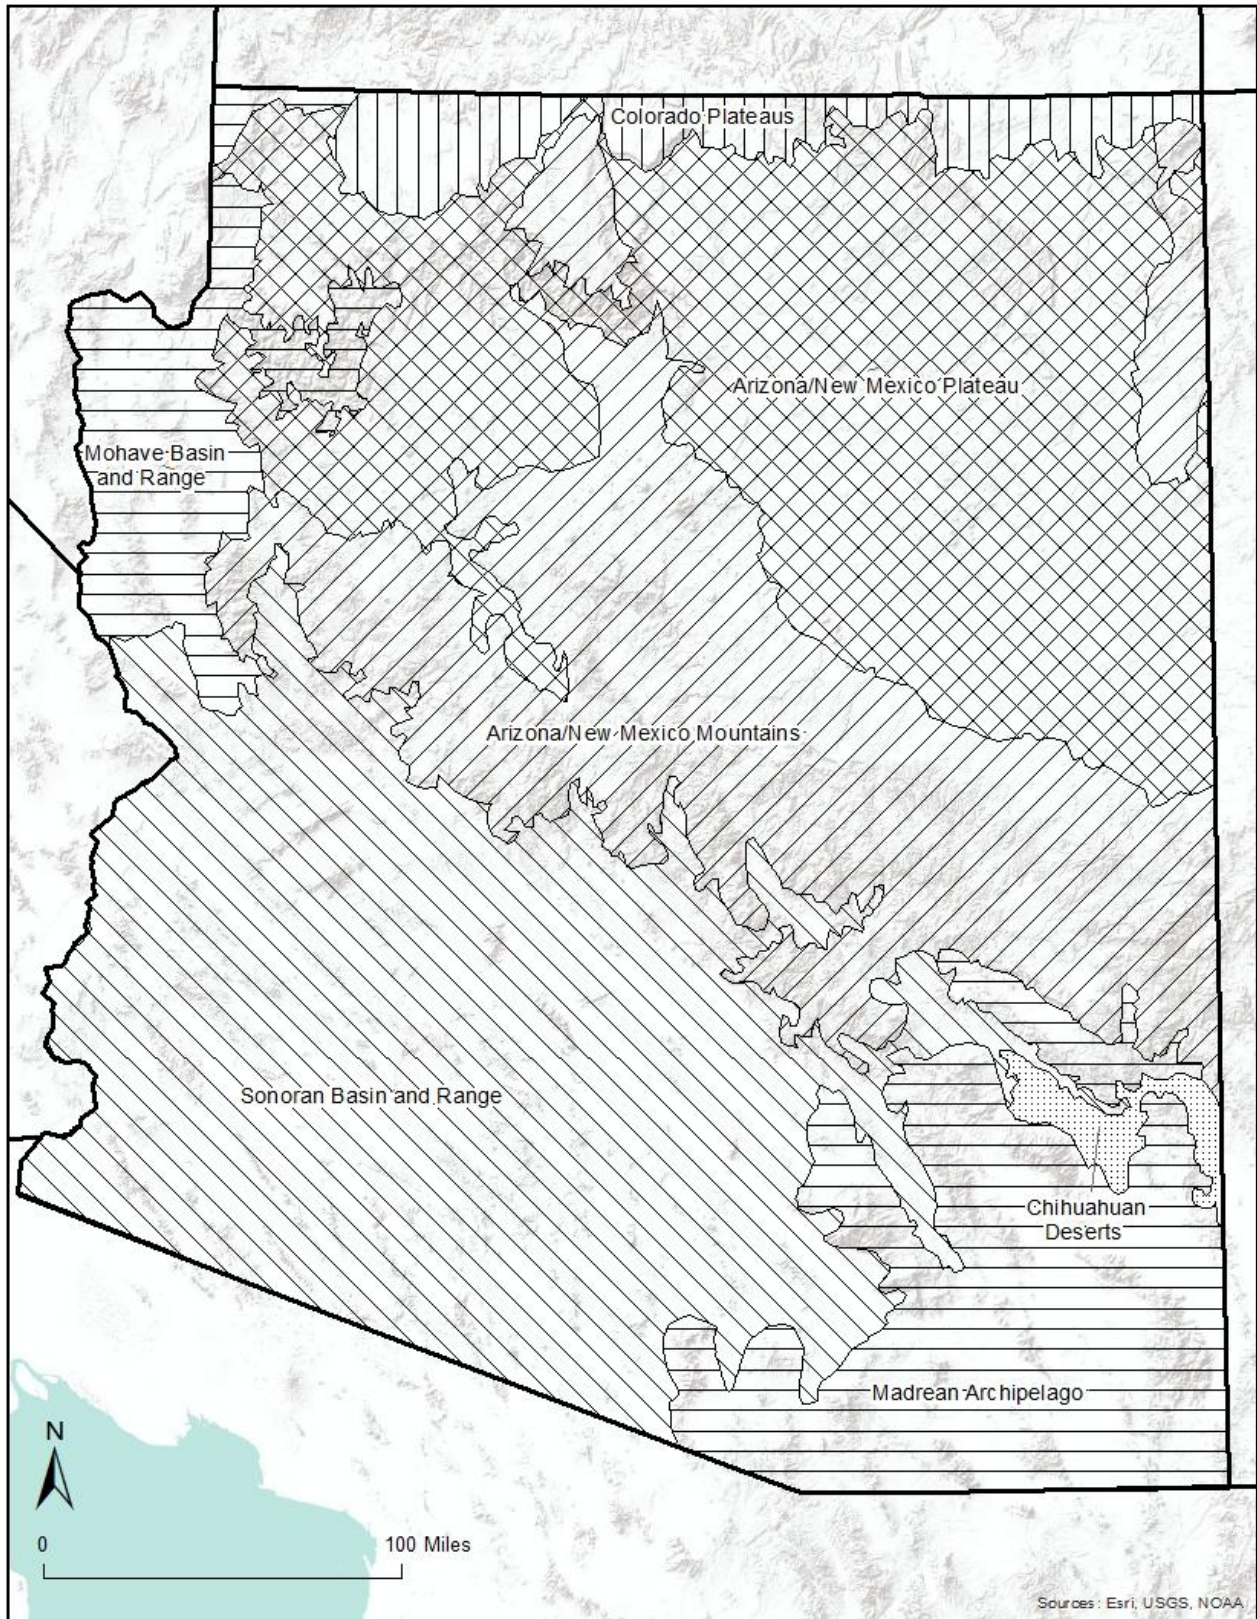 Colorado Plateaus
Arizona/New Mexico Plateau
Mohave Basin
and Range
Arizona/New Mexico Mountains
Sonoran Basin and Range
Chihuahuan
Deserts
Madrean Archipelago
N
0
100 Miles
Sources: Esri, USGS, NOAA